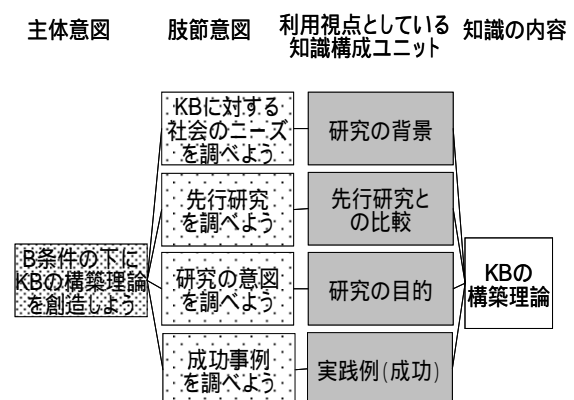 主体意図
肢節意図
利用視点としている
知識構成ユニット
知識の内容
KBに対する
社会のニーズ
を調べよう
研究の背景
先行研究
を調べよう
先行研究と
の比較
B条件の下に
KBの構築理論
を創造しよう
研究の意図
を調べよう
研究の目的
KBの
構築理論
成功事例
を調べよう
実践例(成功)